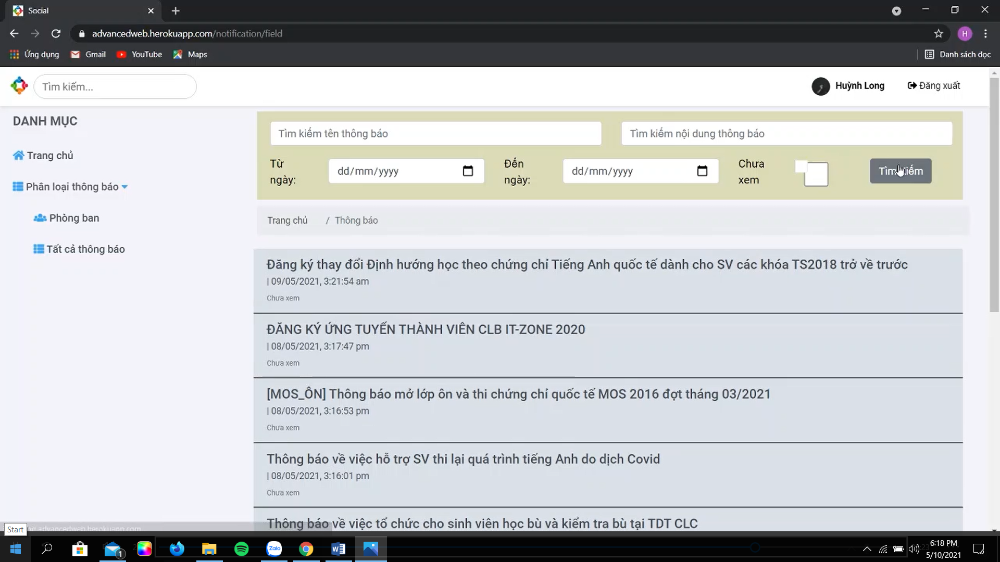 Social
advancedweb.herokuapp.com/notification/field
Ứng dụng
Gmail
YouTube
Maps
Danh sách đọc
Tìm kiếm...
Huỳnh Long
Đăng xuất
DANH MỤC
Trang chủ
Phân loại thông báo
Phòng ban
Tất cả thông báo
Tìm kiếm tên thông báo
Tìm kiếm nội dung thông báo
Từ ngày:
dd/mm/yyyy
Đến ngày:
dd/mm/yyyy
Chưa xem
Tìm kiếm
Trang chủ / Thông báo
Đăng ký thay đổi Định hướng học theo chứng chỉ Tiếng Anh quốc tế dành cho SV các khóa TS2018 trở về trước
| 09/05/2021, 3:21:54 am
Chưa xem
ĐĂNG KÝ ỨNG TUYỂN THÀNH VIÊN CLB IT-ZONE 2020
| 08/05/2021, 3:17:47 pm
Chưa xem
[MOS_ÔN] Thông báo mở lớp ôn và thi chứng chỉ quốc tế MOS 2016 đợt tháng 03/2021
| 08/05/2021, 3:16:53 pm
Chưa xem
Thông báo về việc hỗ trợ SV thi lại quá trình tiếng Anh do dịch Covid
| 08/05/2021, 3:16:01 pm
Chưa xem
Thông báo về việc tổ chức cho sinh viên học bù và kiểm tra bù tại TDT CLC
Start
advancedweb.herokuapp.com
1
Zalo
6:18 PM
5/10/2021
H